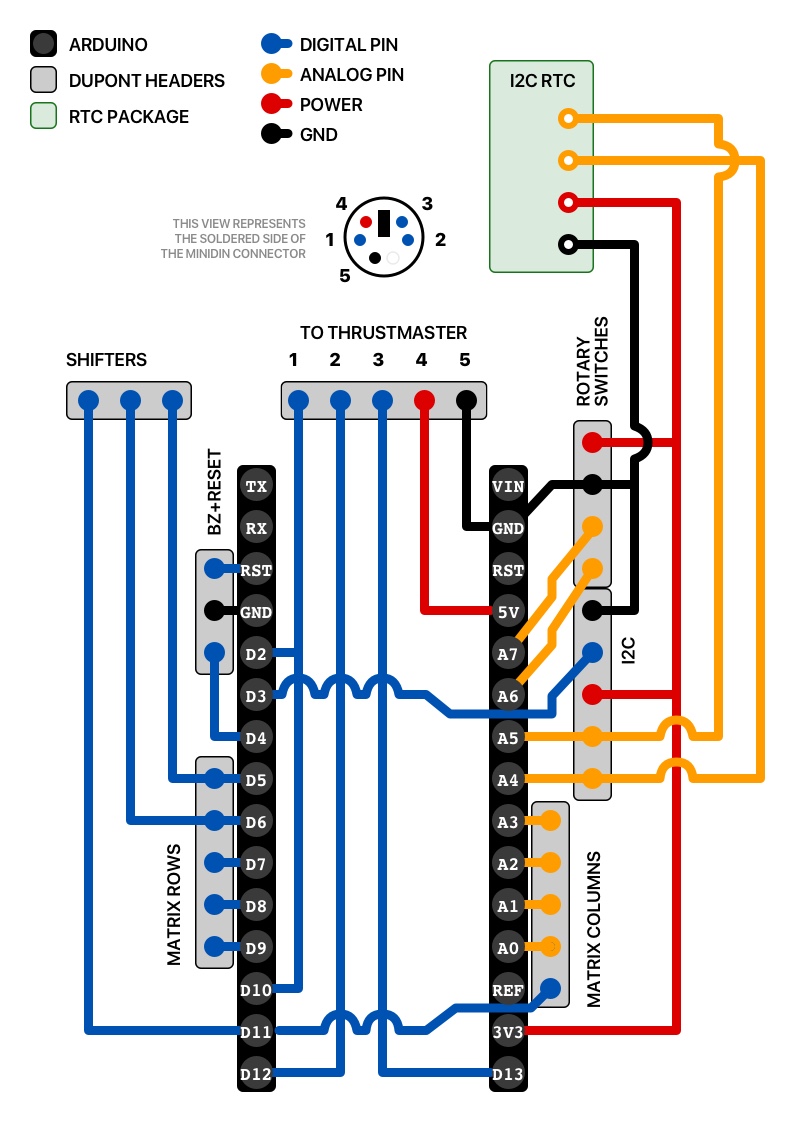 ARDUINO
DUPONT HEADERS
RTC PACKAGE
DIGITAL PIN
ANALOG PIN
POWER
GND
I2C RTC
THIS VIEW REPRESENTS
THE SOLDERED SIDE OF
THE MINIDIN CONNECTOR
4
3
1
2
5
TO THRUSTMASTER
1 2 3 4 5
SHIFTERS
ROTARY
SWITCHES
BZ+RESET
I2C
MATRIX ROWS
MATRIX COLUMNS
TX
RX
RST
GND
D2
D3
D4
D5
D6
D7
D8
D9
D10
D11
D12
VIN
GND
RST
5V
A7
A6
A5
A4
A3
A2
A1
A0
REF
3V3
D13